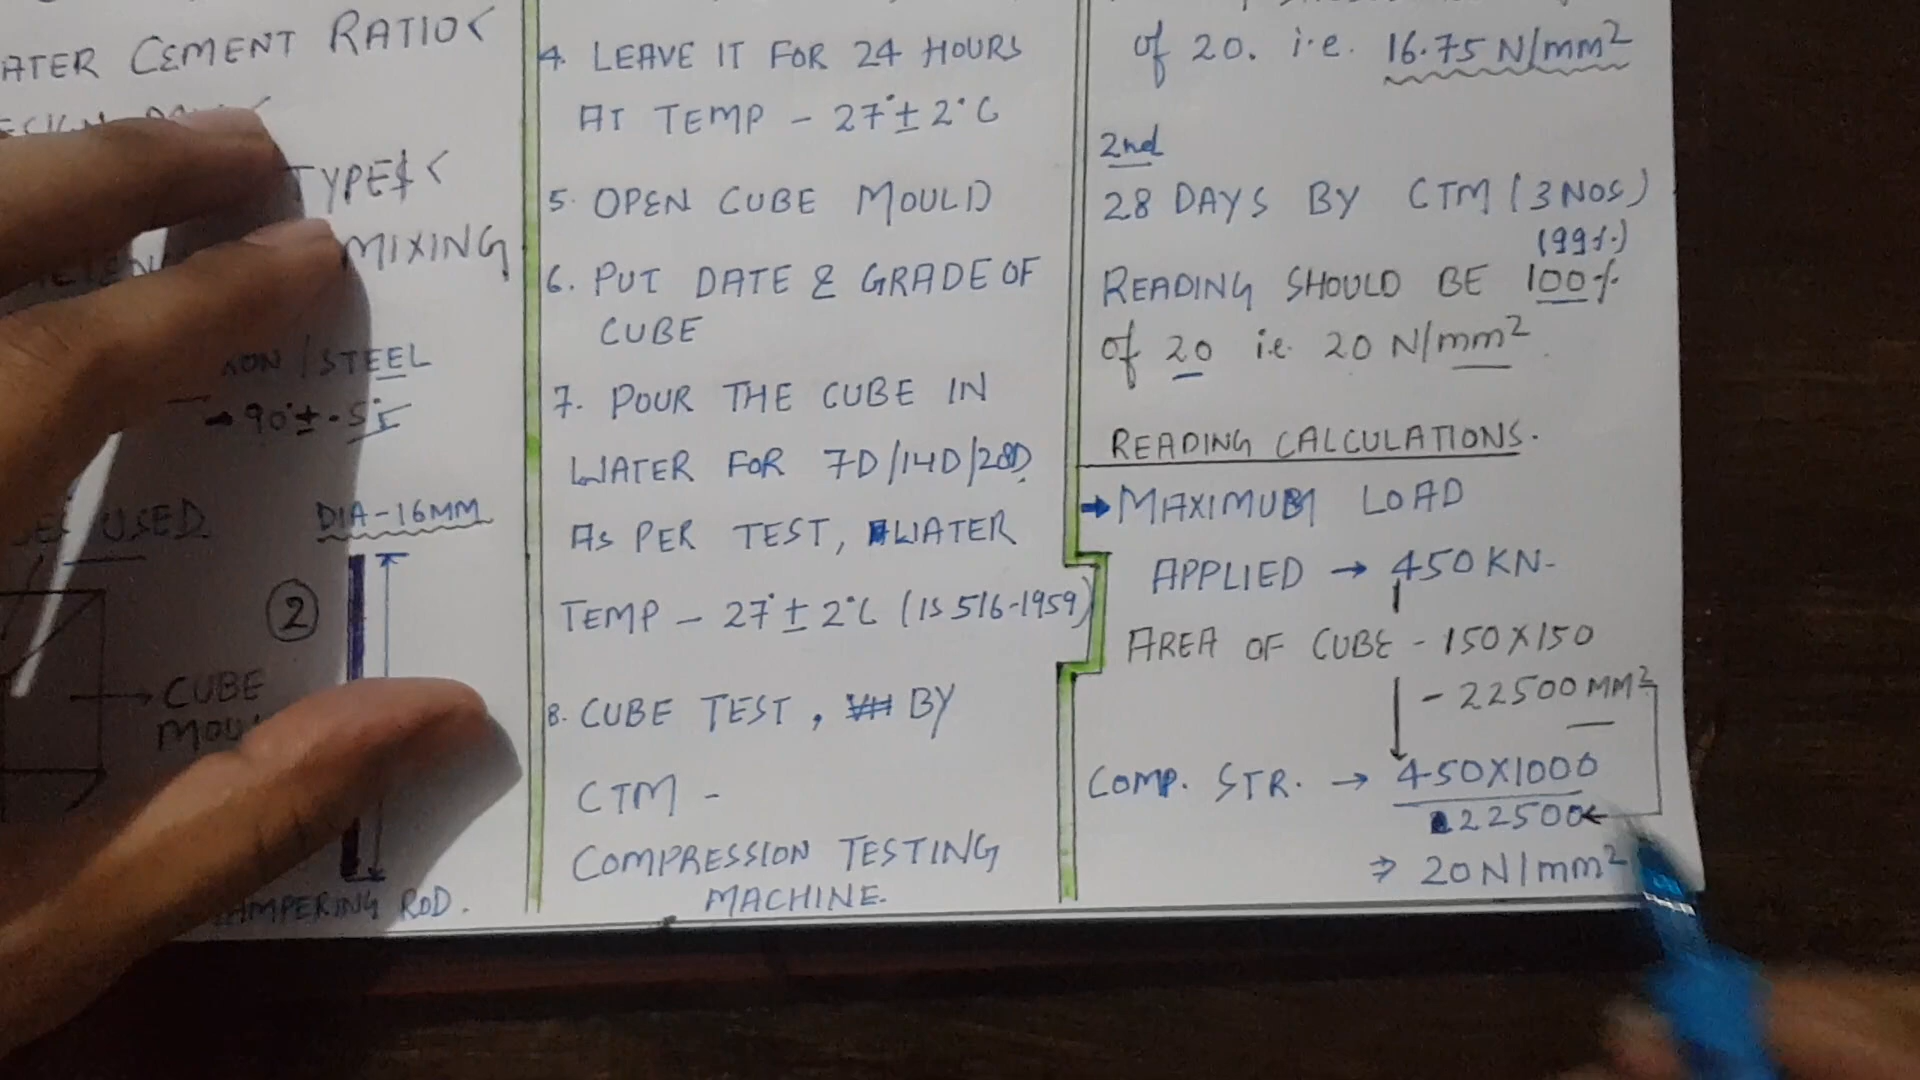 ATER CEMENT RATIO<
TYPES<
MIXING
/STEEL
→ 90°± .5
USED
DIA-16MM
2
CUBE
MOU
AMPERING ROD.
4. LEAVE IT FOR 24 HOURS
AT TEMP - 27°± 2°C
5. OPEN CUBE MOULD
6. PUT DATE & GRADE OF
CUBE
7. POUR THE CUBE IN
WATER FOR 7D/14D/28D.
AS PER TEST, WATER
TEMP - 27°± 2°C (IS 516-1959)
8. CUBE TEST, BY
CTM -
COMPRESSION TESTING
MACHINE.
of 20. i.e. 16.75 N/mm²
2nd
28 DAYS BY CTM (3 NOS)
(99%)
READING SHOULD BE 100%
of 20 i.e. 20 N/mm²
READING CALCULATIONS.
→ MAXIMUM LOAD
APPLIED → 450KN-
AREA OF CUBE - 150X150
- 22500 MM²
COMP. STR. → 450X1000
22500
⇒ 20N/mm²